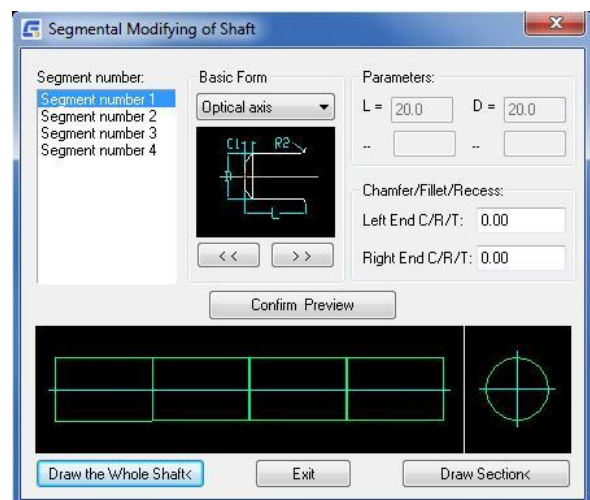 Segmental Modifying of Shaft
Segment number:
Segment number 1
Segment number 2
Segment number 3
Segment number 4
Basic Form
Optical axis
C1
R2
D
L
<<
>>
Parameters:
L = 20.0
D = 20.0
--
--
Chamfer/Fillet/Recess:
Left End C/R/T: 0.00
Right End C/R/T: 0.00
Confirm Preview
Draw the Whole Shaft<
Exit
Draw Section<